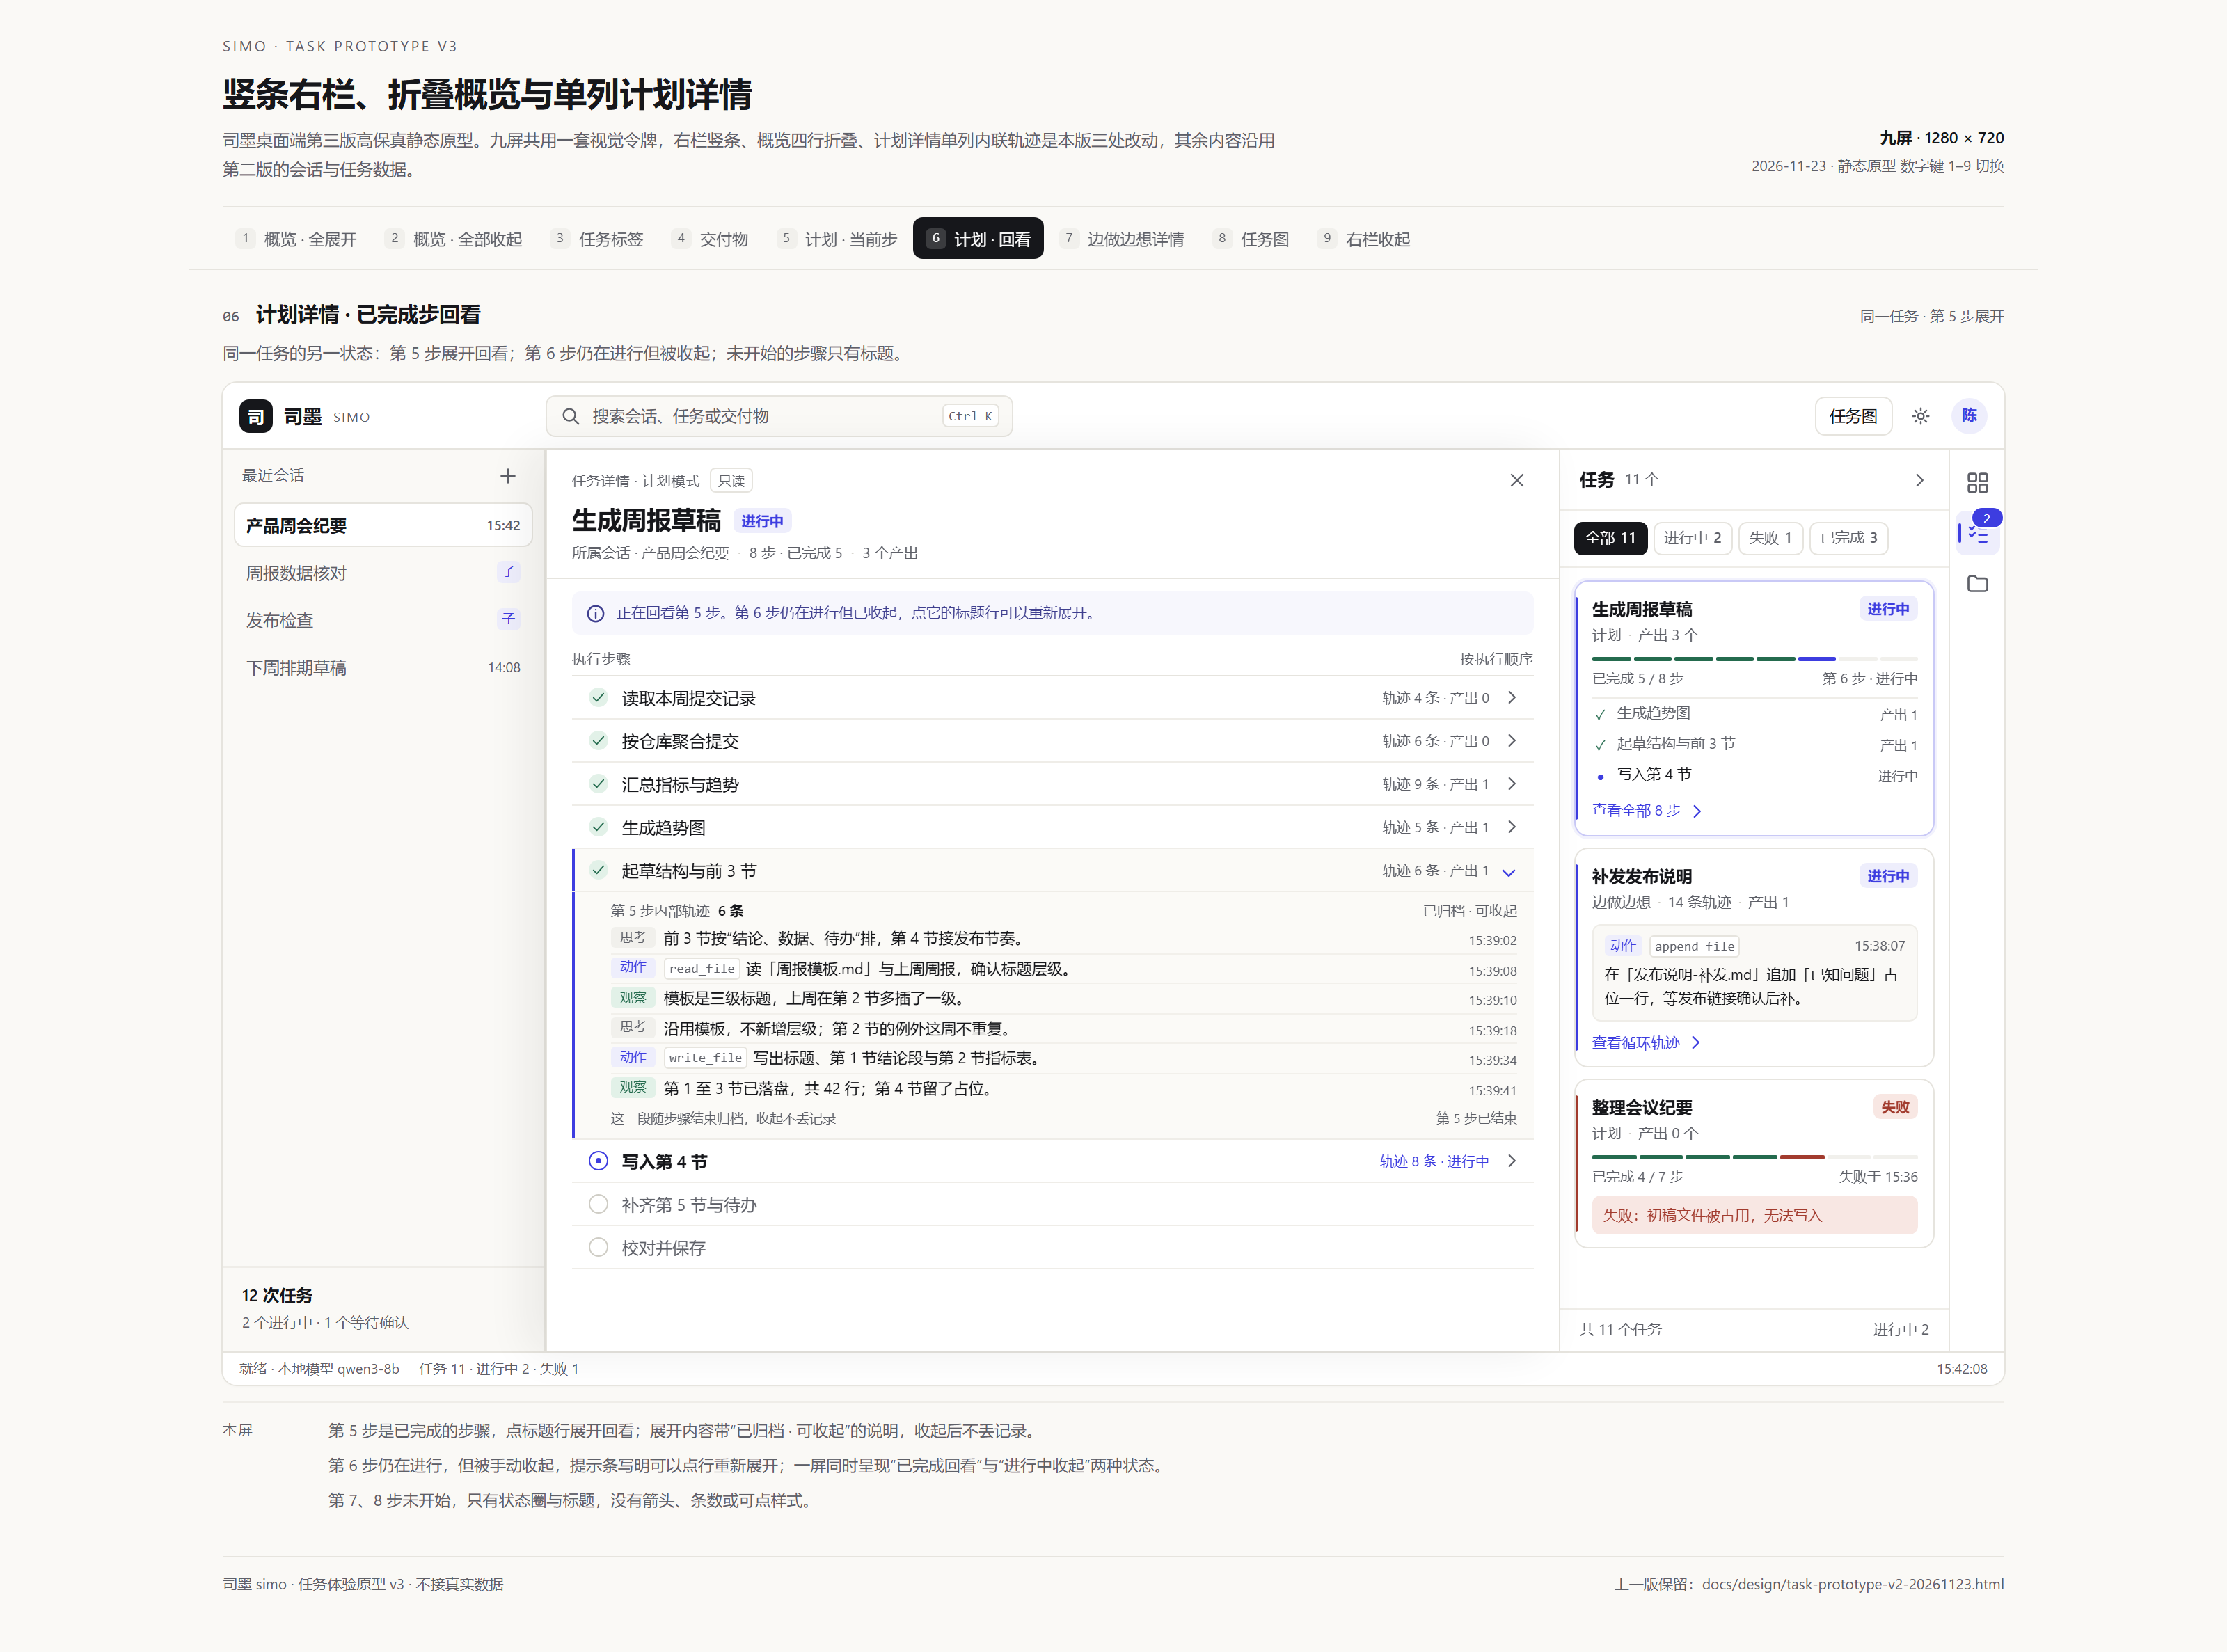 SIMO · TASK PROTOTYPE V3
竖条右栏、折叠概览与单列计划详情
司墨桌面端第三版高保真静态原型。九屏共用一套视觉令牌，右栏竖条、概览四行折叠、计划详情单列内联轨迹是本版三处改动，其余内容沿用
第二版的会话与任务数据。
九屏 · 1280 × 720
2026-11-23 · 静态原型 数字键 1–9 切换
1 概览 · 全展开 2 概览 · 全部收起 3 任务标签 4 交付物 5 计划 · 当前步 6 计划 · 回看 7 边做边想详情 8 任务图 9 右栏收起
06 计划详情 · 已完成步回看
同一任务 · 第 5 步展开
同一任务的另一状态：第 5 步展开回看；第 6 步仍在进行但被收起；未开始的步骤只有标题。
司 司墨 SIMO
搜索会话、任务或交付物 Ctrl K
任务图
陈
最近会话
产品周会纪要 15:42
周报数据核对 子
发布检查 子
下周排期草稿 14:08
12 次任务
2 个进行中 · 1 个等待确认
任务详情 · 计划模式 只读
生成周报草稿 进行中
所属会话 · 产品周会纪要 · 8 步 · 已完成 5 · 3 个产出
正在回看第 5 步。第 6 步仍在进行但已收起，点它的标题行可以重新展开。
执行步骤 按执行顺序
读取本周提交记录 轨迹 4 条 · 产出 0
按仓库聚合提交 轨迹 6 条 · 产出 0
汇总指标与趋势 轨迹 9 条 · 产出 1
生成趋势图 轨迹 5 条 · 产出 1
起草结构与前 3 节 轨迹 6 条 · 产出 1
第 5 步内部轨迹 6 条 已归档 · 可收起
思考 前 3 节按“结论、数据、待办”排，第 4 节接发布节奏。 15:39:02
动作 read_file 读「周报模板.md」与上周周报，确认标题层级。 15:39:08
观察 模板是三级标题，上周在第 2 节多插了一级。 15:39:10
思考 沿用模板，不新增层级；第 2 节的例外这周不重复。 15:39:18
动作 write_file 写出标题、第 1 节结论段与第 2 节指标表。 15:39:34
观察 第 1 至 3 节已落盘，共 42 行；第 4 节留了占位。 15:39:41
这一段随步骤结束归档，收起不丢记录 第 5 步已结束
写入第 4 节 轨迹 8 条 · 进行中
补齐第 5 节与待办
校对并保存
任务 11 个
全部 11 进行中 2 失败 1 已完成 3
生成周报草稿 进行中
计划 · 产出 3 个
已完成 5 / 8 步 第 6 步 · 进行中
生成趋势图 产出 1
起草结构与前 3 节 产出 1
写入第 4 节 进行中
查看全部 8 步
补发发布说明 进行中
边做边想 · 14 条轨迹 · 产出 1
动作 append_file 15:38:07
在「发布说明-补发.md」追加「已知问题」占
位一行，等发布链接确认后补。
查看循环轨迹
整理会议纪要 失败
计划 · 产出 0 个
已完成 4 / 7 步 失败于 15:36
失败：初稿文件被占用，无法写入
共 11 个任务 进行中 2
2
就绪 · 本地模型 qwen3-8b 任务 11 · 进行中 2 · 失败 1 15:42:08
本屏
第 5 步是已完成的步骤，点标题行展开回看；展开内容带“已归档 · 可收起”的说明，收起后不丢记录。
第 6 步仍在进行，但被手动收起，提示条写明可以点行重新展开；一屏同时呈现“已完成回看”与“进行中收起”两种状态。
第 7、8 步未开始，只有状态圈与标题，没有箭头、条数或可点样式。
司墨 simo · 任务体验原型 v3 · 不接真实数据
上一版保留：docs/design/task-prototype-v2-20261123.html